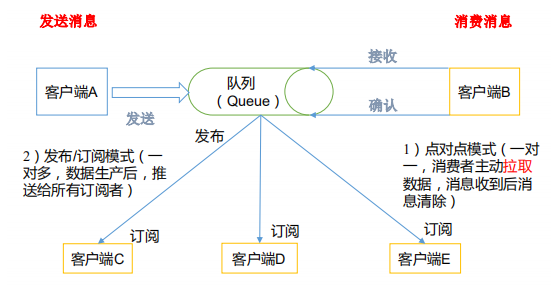 发送消息
消费消息
客户端A
发送
队列
（Queue）
接收
确认
客户端B
发布
2）发布/订阅模式（一
对多，数据生产后，推
送给所有订阅者）
1）点对点模式（一对
一，消费者主动拉取
数据，消息收到后消
息清除）
订阅
订阅
订阅
客户端C
客户端D
客户端E